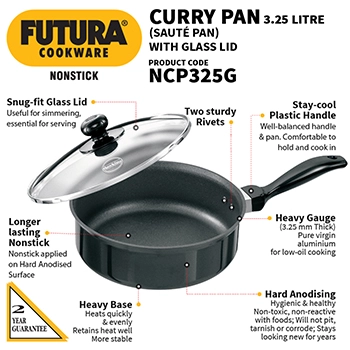 FUTURA®
COOKWARE
NONSTICK
CURRY PAN 3.25 LITRE
(SAUTÉ PAN)
WITH GLASS LID
PRODUCT CODE
NCP325G
Snug-fit Glass Lid
Useful for simmering,
essential for serving
Two sturdy
Rivets
Stay-cool
Plastic Handle
Well-balanced handle
& pan. Comfortable to
hold and cook in
Longer
lasting
Nonstick
Nonstick applied
on Hard Anodised
Surface
Heavy Gauge
(3.25 mm Thick)
Pure virgin
aluminium
for low-oil cooking
2
YEAR
GUARANTEE
Heavy Base
Heats quickly
& evenly
Retains heat well
More stable
Hard Anodising
Hygienic & healthy
Non-toxic, non-reactive
with foods; Will not pit,
tarnish or corrode; Stays
looking new for years